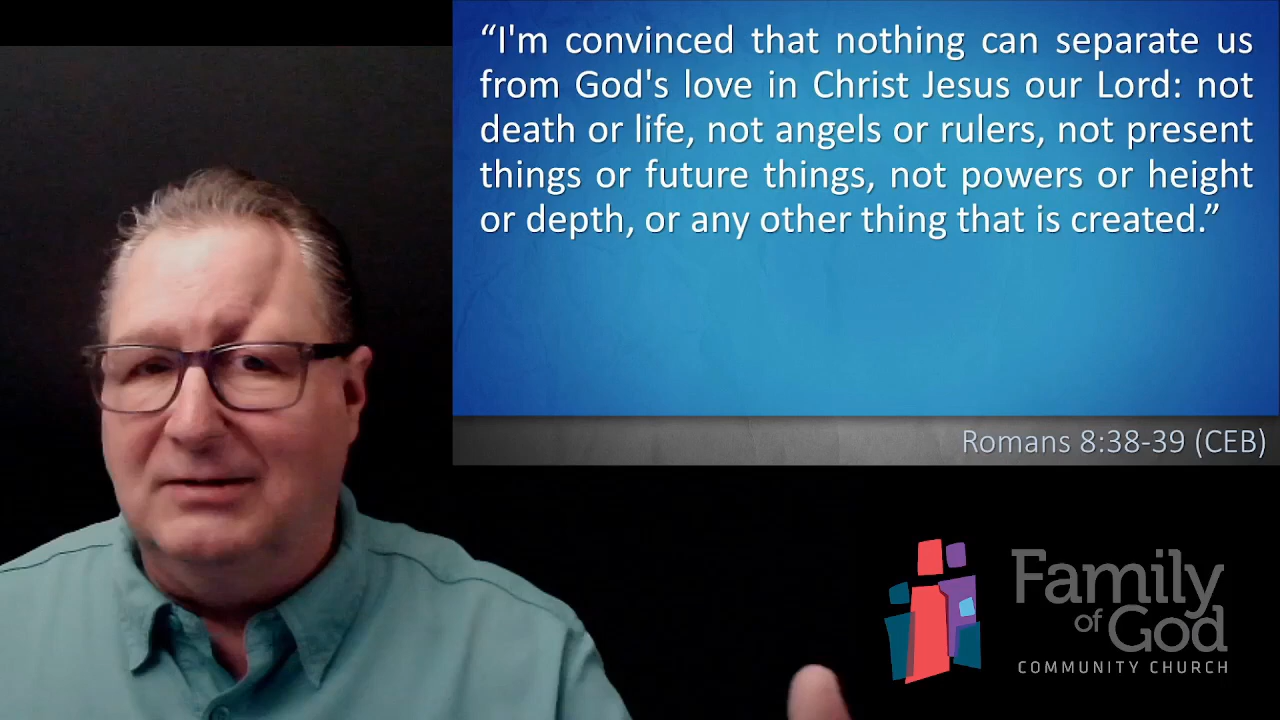 “I'm convinced that nothing can separate us
from God's love in Christ Jesus our Lord: not
death or life, not angels or rulers, not present
things or future things, not powers or height
or depth, or any other thing that is created.”
Romans 8:38-39 (CEB)
Family
of God
COMMUNITY CHURCH